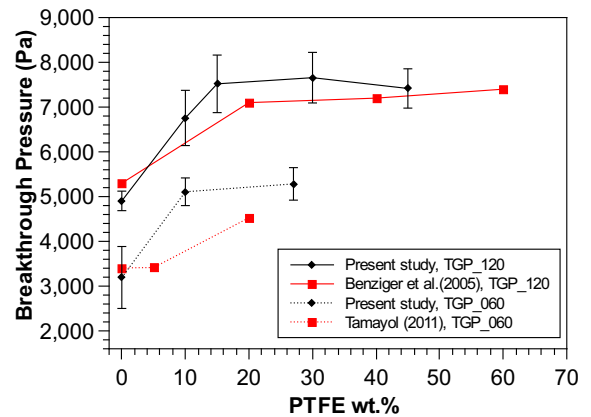 Breakthrough Pressure (Pa)
9,000
8,000
7,000
6,000
5,000
4,000
3,000
2,000
Present study, TGP_120
Benziger et al.(2005), TGP_120
Present study, TGP_060
Tamayol (2011), TGP_060
0 10 20 30 40 50 60 70
PTFE wt.%